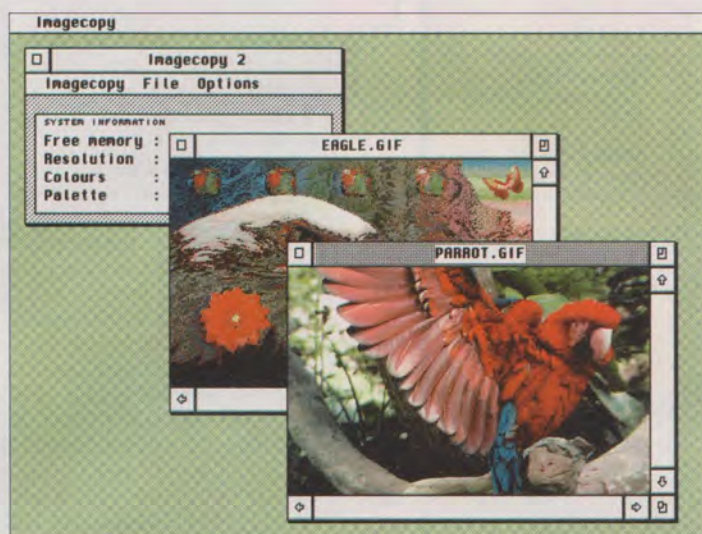 Imagecopy
Imagecopy 2
Imagecopy File Options
SYSTEM INFORMATION
Free memory :
Resolution :
Colours :
Palette :
EAGLE.GIF
PARROT.GIF